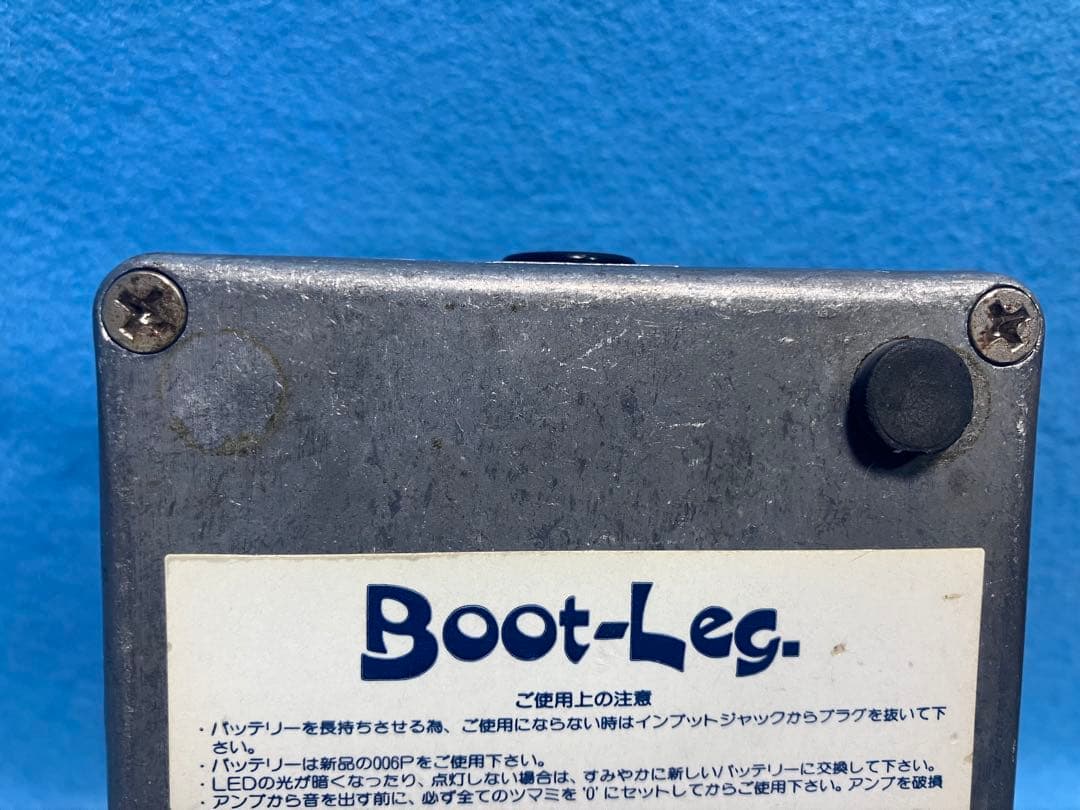 Boot-Leg.
ご使用上の注意
・バッテリーを長持ちさせる為、ご使用にならない時はインプットジャックからプラグを抜いて下
さい。
・バッテリーは新品の006Pをご使用下さい。
・LEDの光が暗くなったり、点灯しない場合は、すみやかに新しいバッテリーに交換して下さい。
・アンプから音を出す前に、必ず全てのツマミを'0'にセットしてからご使用下さい。アンプを破損